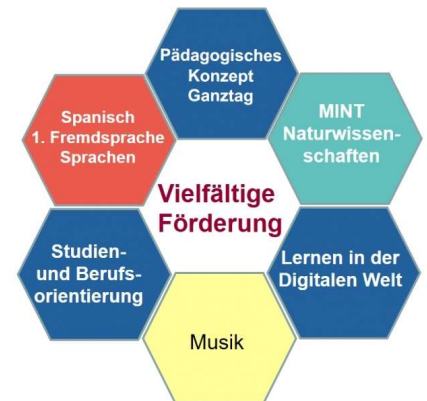 Pädagogisches
Konzept
Ganztag
Spanisch
1. Fremdsprache
Sprachen
MINT
Naturwissen-
schaften
Vielfältige
Förderung
Studien-
und Berufs-
orientierung
Lernen in der
Digitalen Welt
Musik